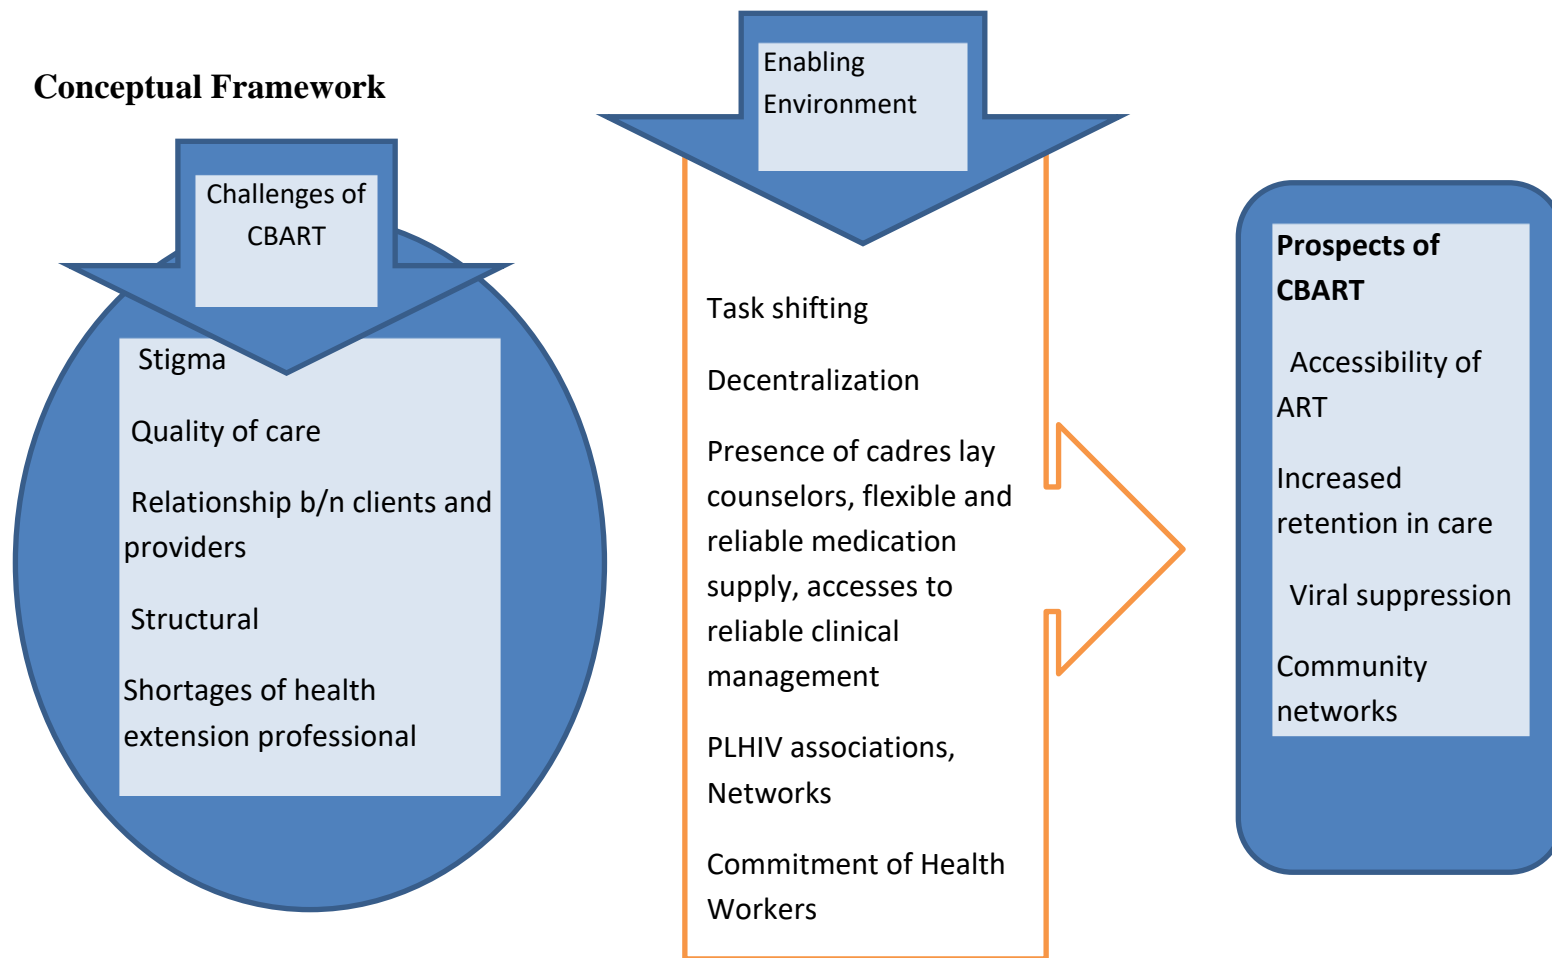 Conceptual Framework
Challenges of
CBART
Stigma
Quality of care
Relationship b/n clients and
providers
Structural
Shortages of health
extension professional
Enabling
Environment
Task shifting
Decentralization
Presence of cadres lay
counselors, flexible and
reliable medication
supply, accesses to
reliable clinical
management
PLHIV associations,
Networks
Commitment of Health
Workers
Prospects of
CBART
Accessibility of
ART
Increased
retention in care
Viral suppression
Community
networks